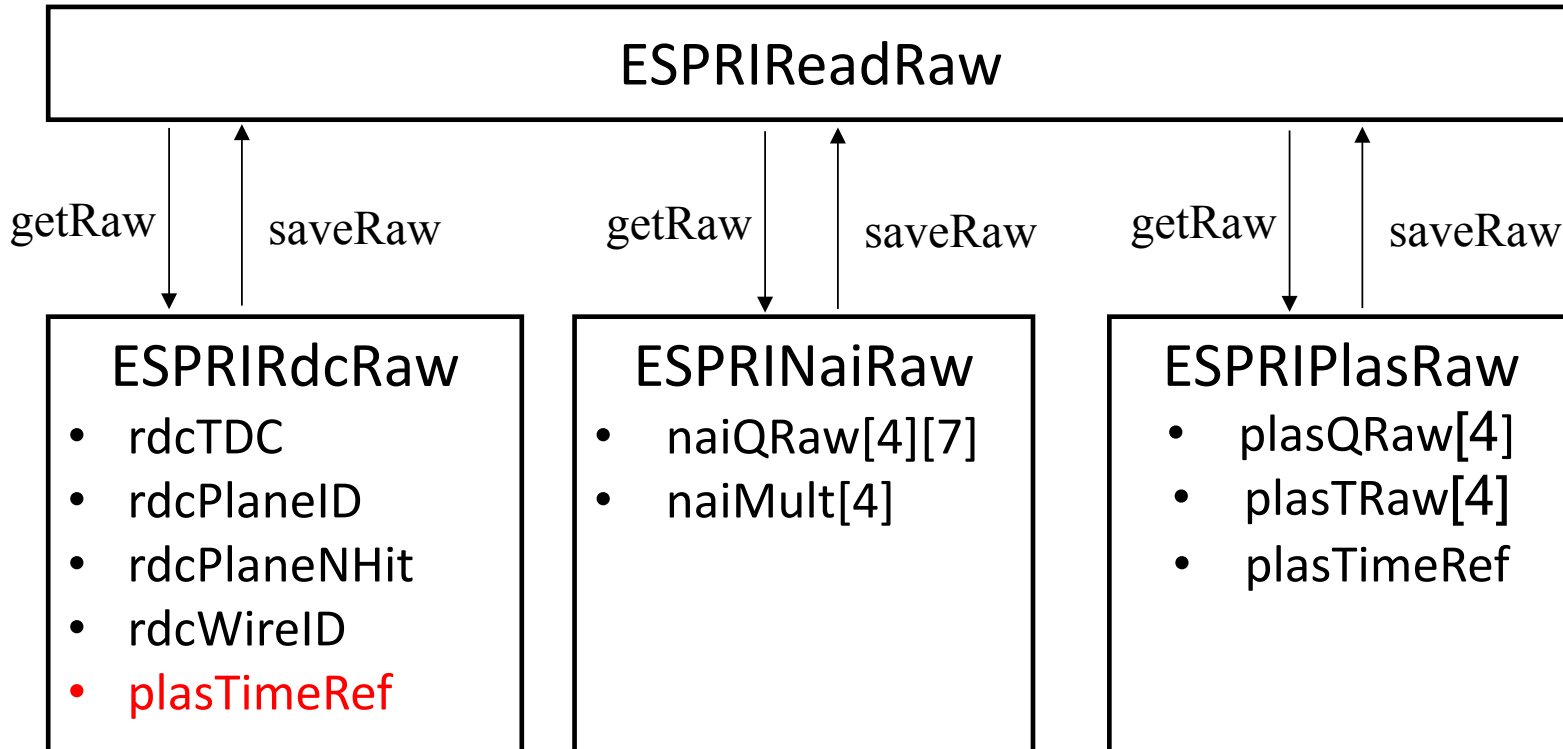 ESPRIReadRaw
getRaw
saveRaw
getRaw
saveRaw
getRaw
saveRaw
ESPRIRdcRaw
• rdcTDC
• rdcPlaneID
• rdcPlaneNHit
• rdcWireID
• plasTimeRef
ESPRINaiRaw
• naiQRaw[4][7]
• naiMult[4]
ESPRIPlasRaw
• plasQRaw[4]
• plasTRaw[4]
• plasTimeRef